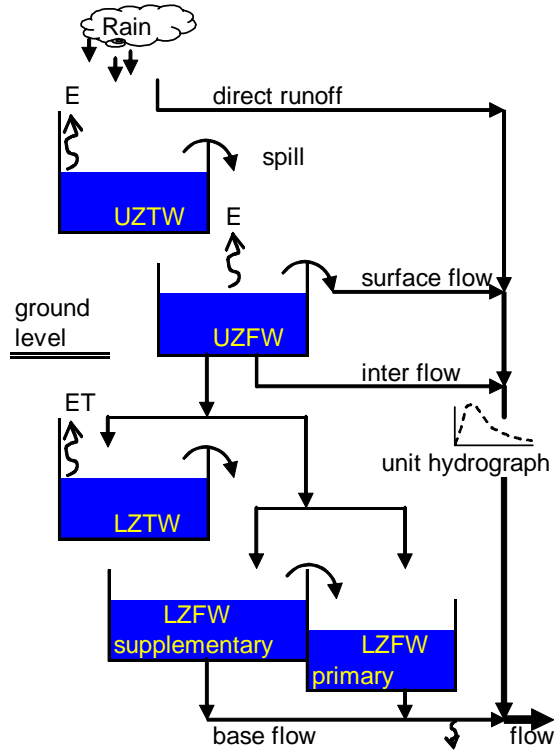 Rain
E
direct runoff
spill
UZTW
E
surface flow
ground
level
UZFW
inter flow
ET
unit hydrograph
LZTW
LZFW
supplementary
LZFW
primary
base flow
flow